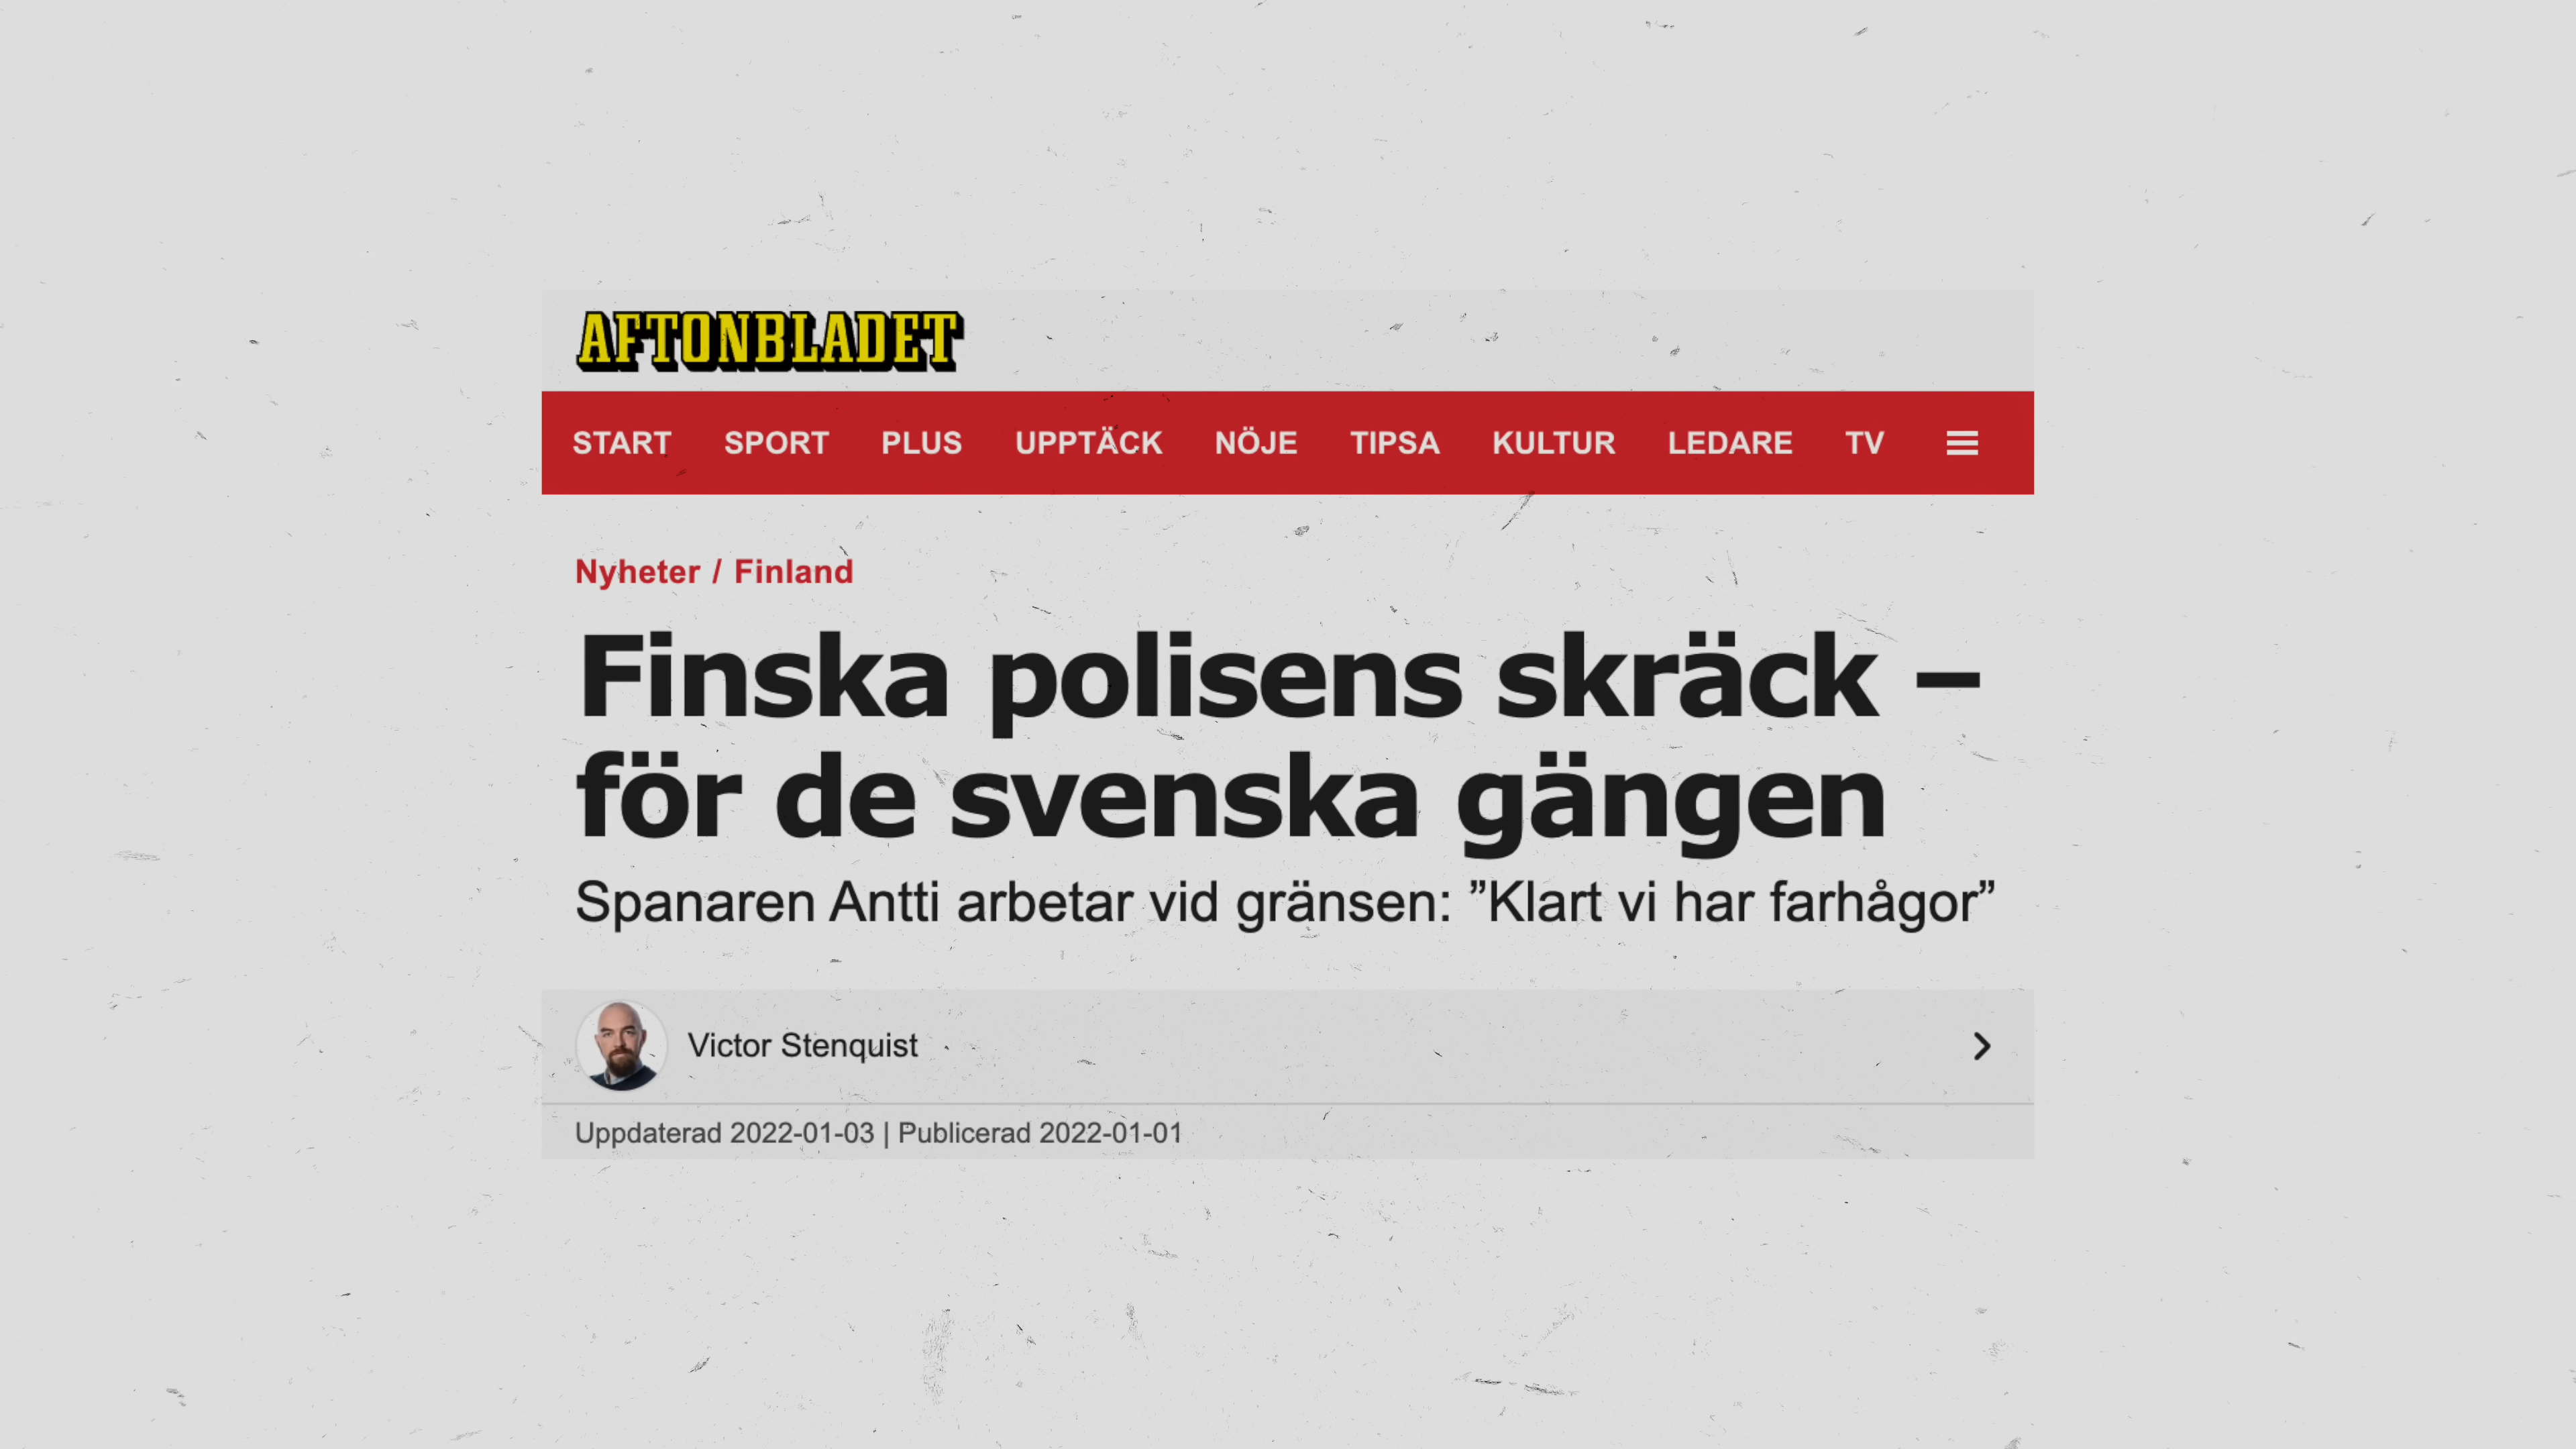 AFTONBLADET
START SPORT PLUS UPPTÄCK NÖJE TIPSA KULTUR LEDARE TV
Nyheter / Finland
Finska polisens skräck –
för de svenska gängen
Spanaren Antti arbetar vid gränsen: ”Klart vi har farhågor”
Victor Stenquist
Uppdaterad 2022-01-03 | Publicerad 2022-01-01